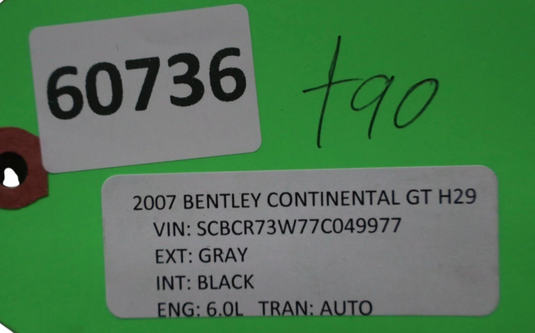 60736
t90
2007 BENTLEY CONTINENTAL GT H29
VIN: SCBCR73W77C049977
EXT: GRAY
INT: BLACK
ENG: 6.0L TRAN: AUTO